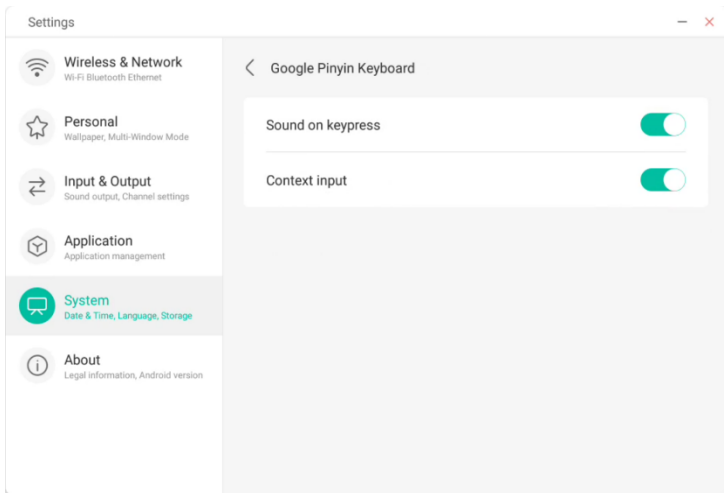 Settings
Wireless & Network
Wi-Fi Bluetooth Ethernet
Personal
Wallpaper, Multi-Window Mode
Input & Output
Sound output, Channel settings
Application
Application management
System
Date & Time, Language, Storage
About
Legal information, Android version
Google Pinyin Keyboard
Sound on keypress
Context input